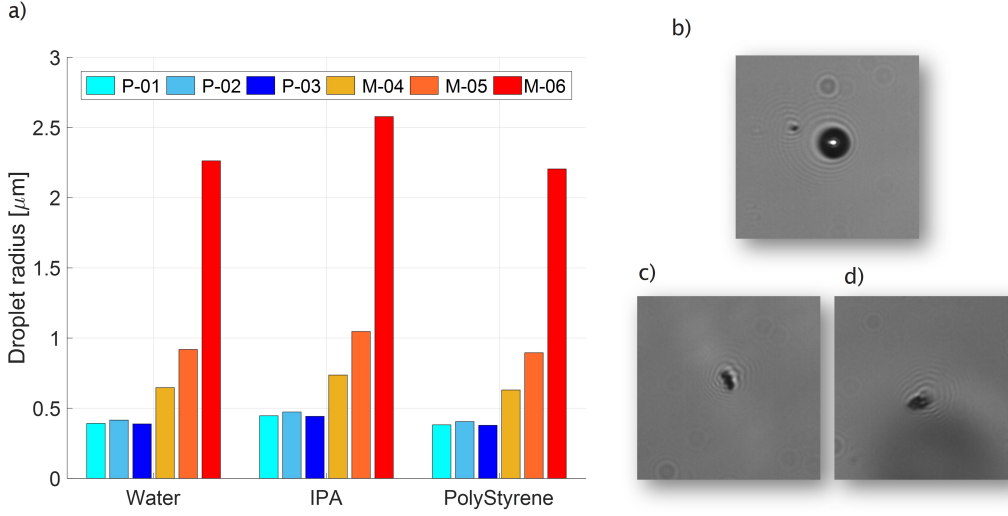 a)
b)
3
P-01 P-02 P-03 M-04 M-05 M-06
2.5
2
1.5
1
0.5
0
Droplet radius [μm]
Water IPA PolyStyrene
c)
d)